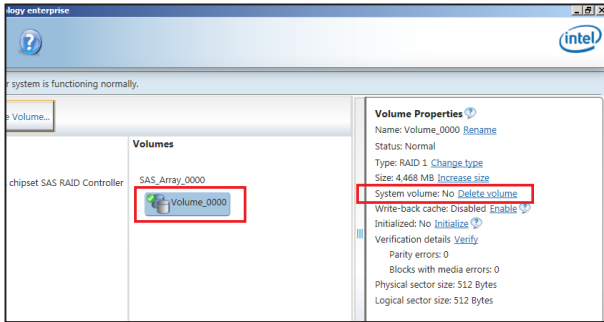 ology enterprise
intel
r system is functioning normally.
e Volume...
Volumes
chipset SAS RAID Controller
SAS_Array_0000
Volume_0000
Volume Properties
Name: Volume_0000 Rename
Status: Normal
Type: RAID 1 Change type
Size: 4,468 MB Increase size
System volume: No Delete volume
Write-back cache: Disabled Enable
Initialized: No Initialize
Verification details Verify
Parity errors: 0
Blocks with media errors: 0
Physical sector size: 512 Bytes
Logical sector size: 512 Bytes